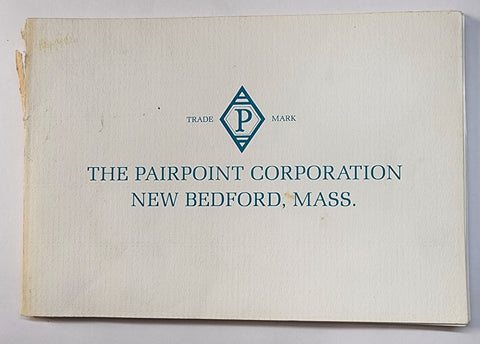 TRADE P MARK
THE PAIRPOINT CORPORATION
NEW BEDFORD, MASS.